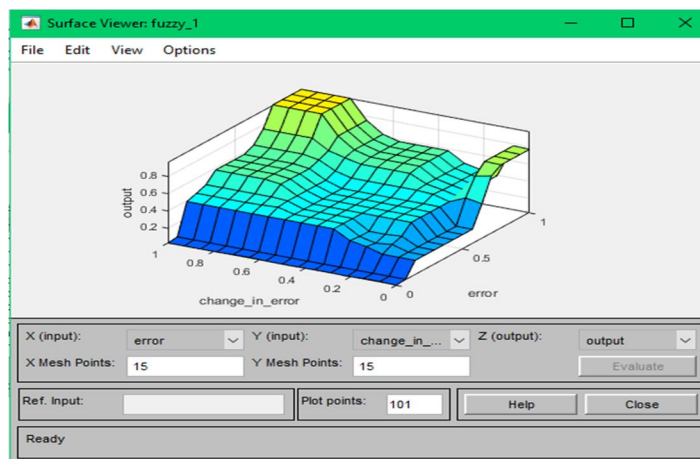 Surface Viewer: fuzzy_1
File Edit View Options
0.8
0.6
0.4
0.2
output
1
0.8
0.6
0.4
0.2
0
change_in_error
0
0.5
1
error
X (input): error Y (input): change_in_... Z (output): output
X Mesh Points: 15 Y Mesh Points: 15 Evaluate
Ref. Input: Plot points: 101 Help Close
Ready